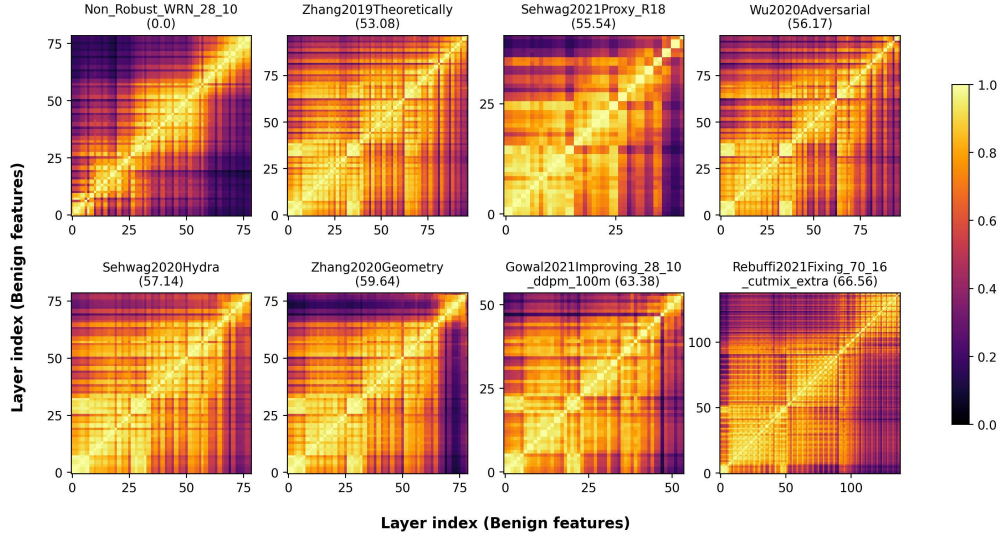 Non_Robust_WRN_28_10
(0.0)
Zhang2019Theoretically
(53.08)
Sehwag2021Proxy_R18
(55.54)
Wu2020Adversarial
(56.17)
75
50
25
0
0 25 50 75
75
50
25
0
0 25 50 75
25
0
0 25
75
50
25
0
0 25 50 75
Sehwag2020Hydra
(57.14)
Zhang2020Geometry
(59.64)
Gowal2021Improving_28_10
_ddpm_100m (63.38)
Rebuffi2021Fixing_70_16
_cutmix_extra (66.56)
75
50
25
0
0 25 50 75
75
50
25
0
0 25 50 75
50
25
0
0 25 50
100
50
0
0 50 100
1.0
0.8
0.6
0.4
0.2
0.0
Layer index (Benign features)
Layer index (Benign features)